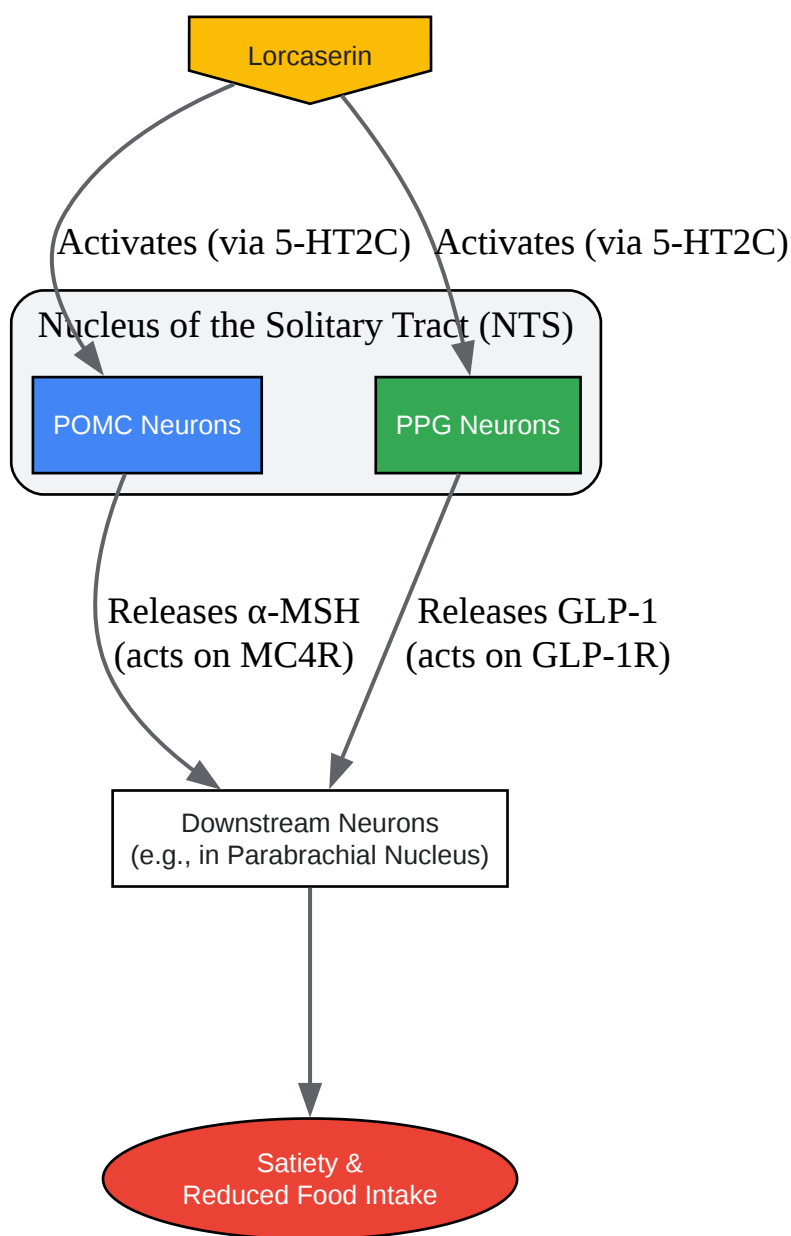 Lorcaserin
Activates (via 5-HT2C)
Activates (via 5-HT2C)
Nucleus of the Solitary Tract (NTS)
POMC Neurons
PPG Neurons
Releases α-MSH
(acts on MC4R)
Releases GLP-1
(acts on GLP-1R)
Downstream Neurons
(e.g., in Parabrachial Nucleus)
Satiety &
Reduced Food Intake